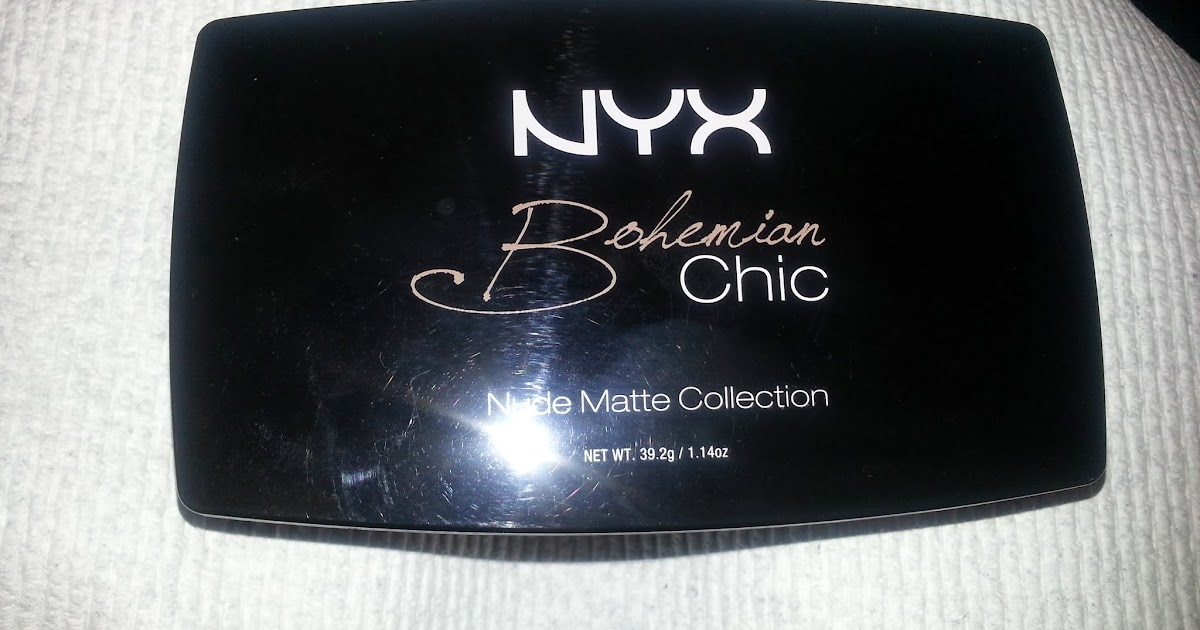 NYX
Bohemian
Chic
Nude Matte Collection
NET WT. 39.2g / 1.14oz